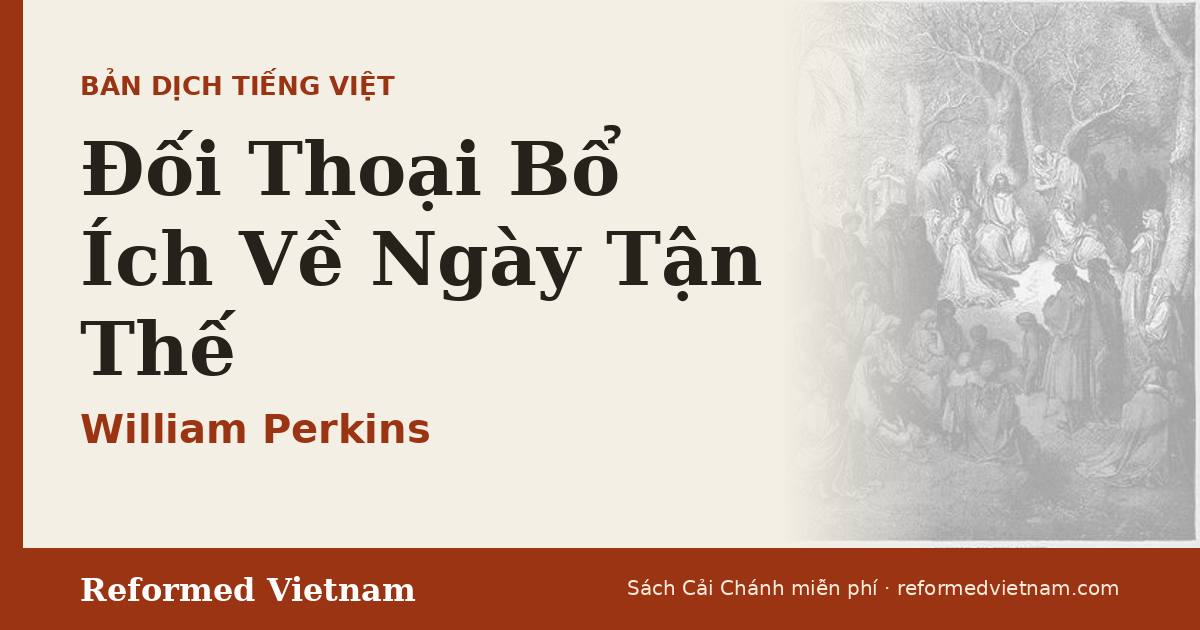 BẢN DỊCH TIẾNG VIỆT
Đối Thoại Bổ
Ích Về Ngày Tận
Thế
William Perkins
Reformed Vietnam
Sách Cải Chánh miễn phí · reformedvietnam.com